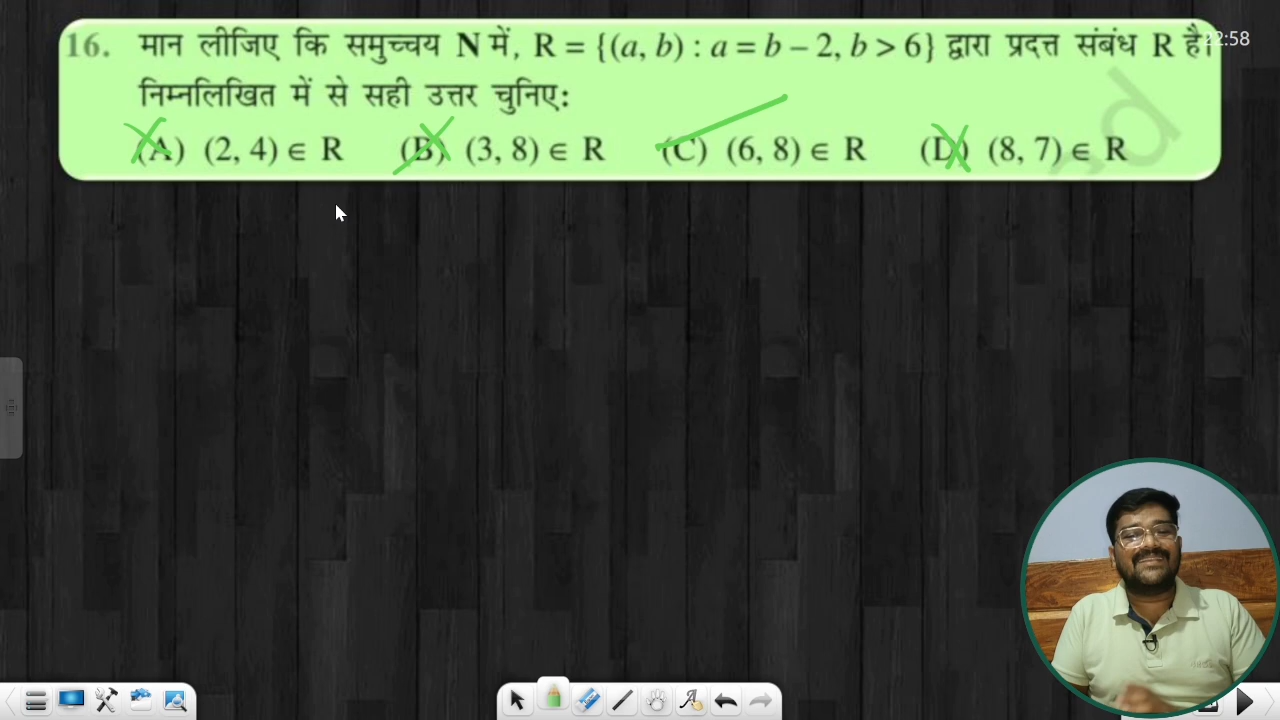 16. मान लीजिए कि समुच्चय N में, R = {(a, b) : a = b – 2, b > 6} द्वारा प्रदत्त संबंध R है।
निम्नलिखित में से सही उत्तर चुनिए:
(A) (2, 4) ∈ R (B) (3, 8) ∈ R (C) (6, 8) ∈ R (D) (8, 7) ∈ R